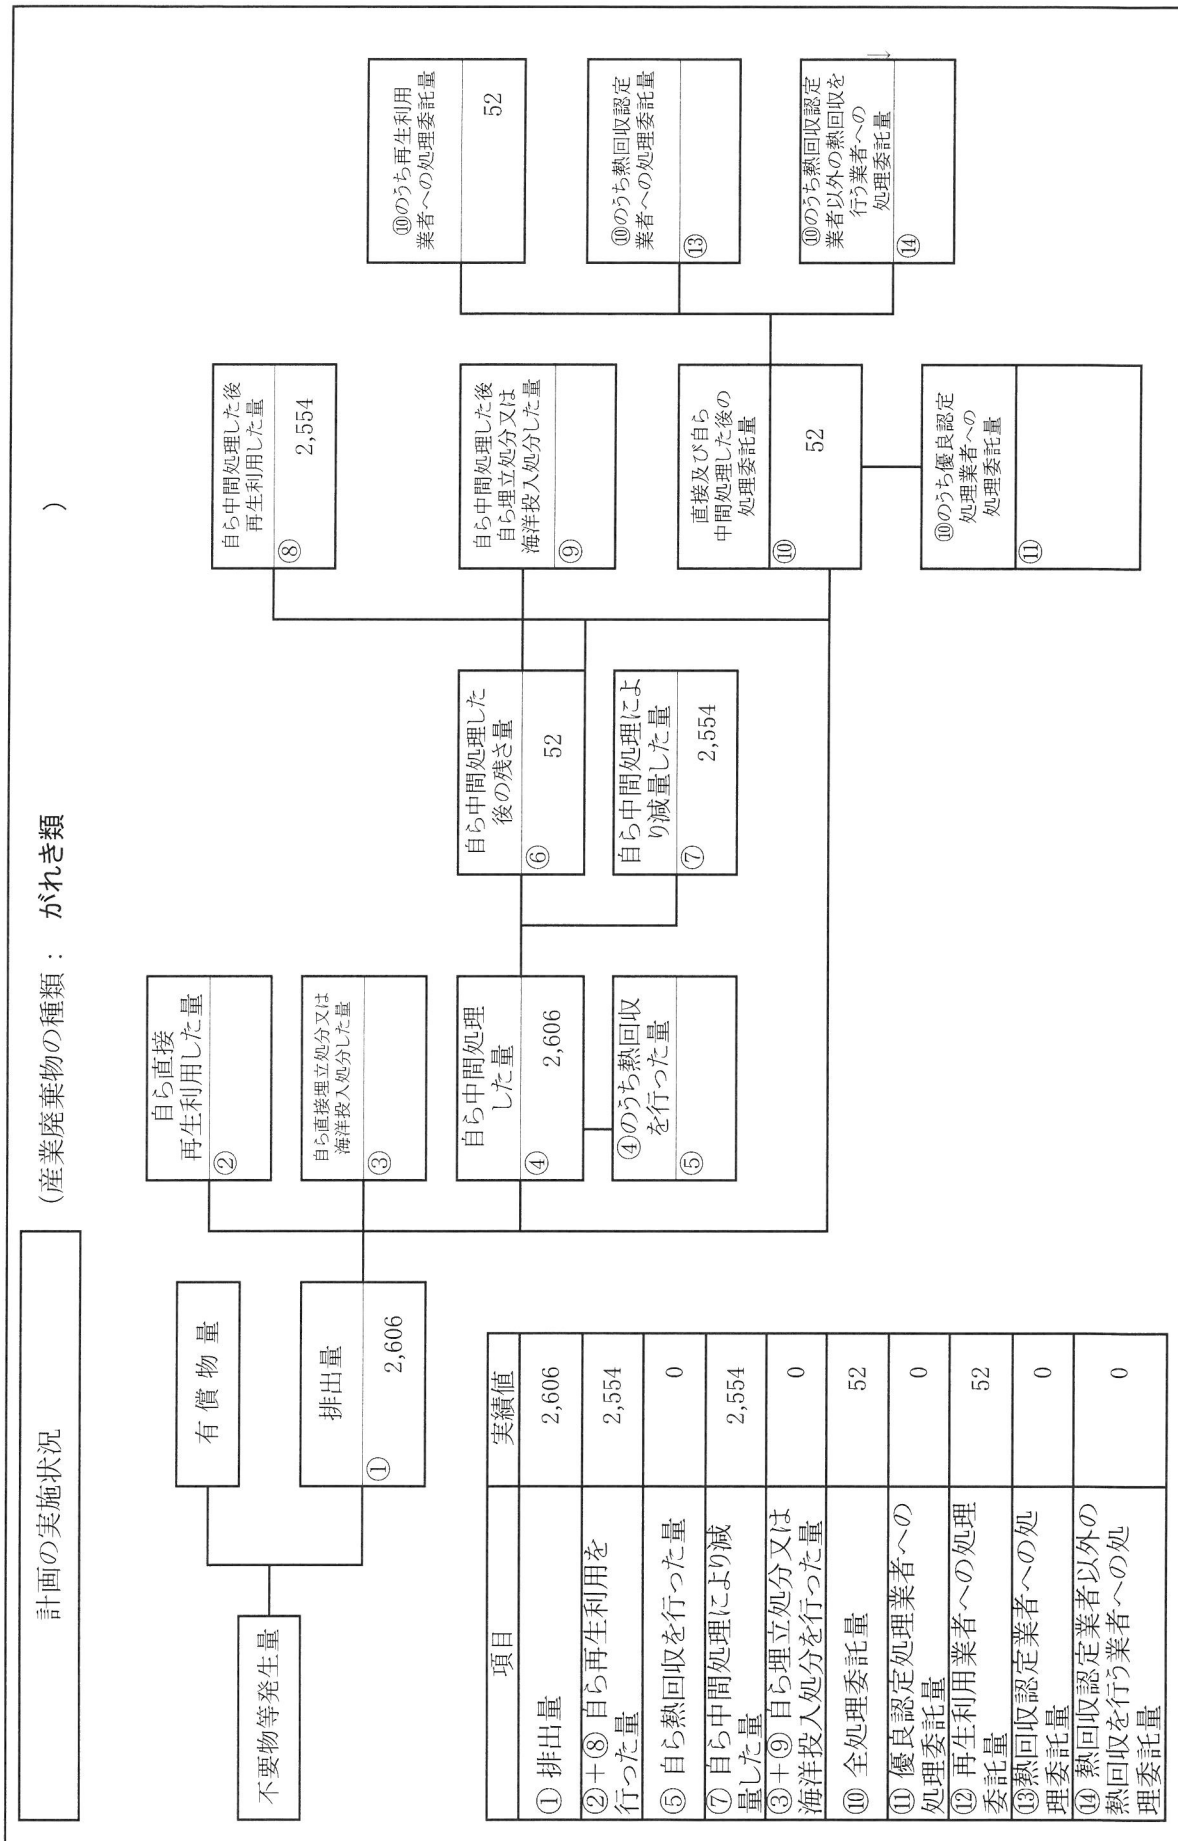 計画の実施状況
(産業廃棄物の種類： がれき類 )
不要物等発生量
有 償 物 量
排出量
①
2,606
自ら直接
再生利用した量
②
自ら直接埋立処分又は
海洋投入処分した量
③
自ら中間処理
した量
④
2,606
④のうち熱回収
を行った量
⑤
自ら中間処理した
後の残さ量
⑥
52
自ら中間処理によ
り減量した量
⑦
2,554
自ら中間処理した後
再生利用した量
⑧
2,554
自ら中間処理した後
自ら埋立処分又は
海洋投入処分した量
⑨
直接及び自ら
中間処理した後の
処理委託量
⑩
52
⑩のうち優良認定
処理業者への
処理委託量
⑪
⑩のうち再生利用
業者への処理委託量
52
⑩のうち熱回収認定
業者への処理委託量
⑬
⑩のうち熱回収認定
業者以外の熱回収を
行う業者への
処理委託量
⑭
項目 実績値
① 排出量 2,606
②＋⑧ 自ら再生利用を
行った量 2,554
⑤ 自ら熱回収を行った量 0
⑦ 自ら中間処理により減
量した量 2,554
③＋⑨ 自ら埋立処分又は
海洋投入処分を行った量 0
⑩ 全処理委託量 52
⑪ 優良認定処理業者への
処理委託量 0
⑫ 再生利用業者への処理
委託量 52
⑬熱回収認定業者への処
理委託量 0
⑭ 熱回収認定業者以外の
熱回収を行う業者への処
理委託量 0